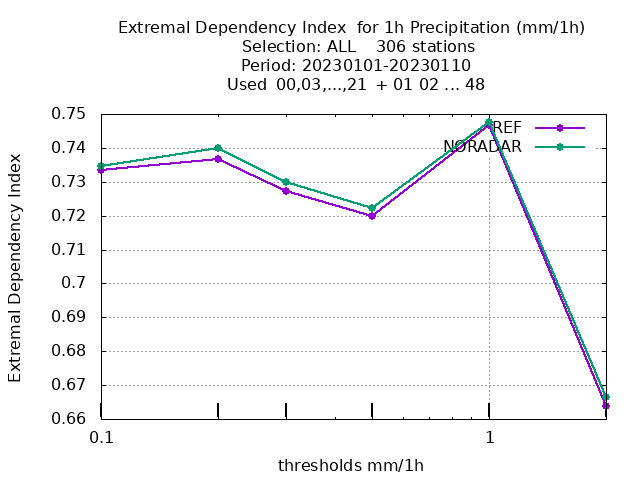 Extremal Dependency Index for 1h Precipitation (mm/1h)
Selection: ALL 306 stations
Period: 20230101-20230110
Used 00,03,...,21 + 01 02 ... 48
0.75
0.74
0.73
0.72
0.71
0.7
0.69
0.68
0.67
0.66
Extremal Dependency Index
REF
NORADAR
0.1
1
thresholds mm/1h